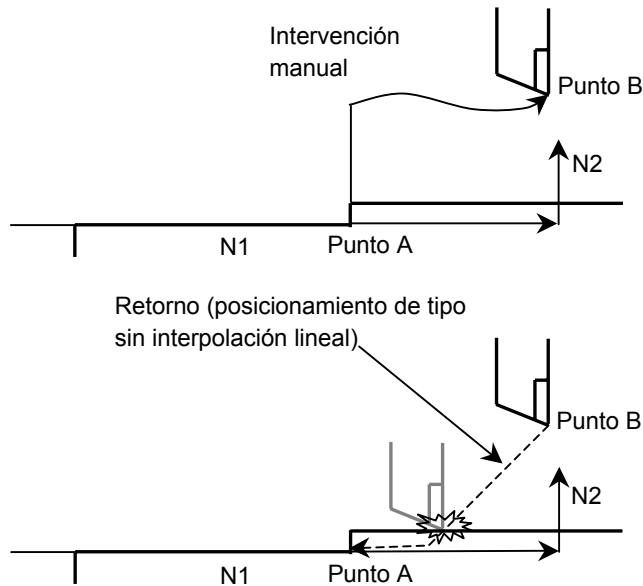 Intervención
manual
Punto B
N2
N1
Punto A
Retorno (posicionamiento de tipo
sin interpolación lineal)
Punto B
N2
N1
Punto A